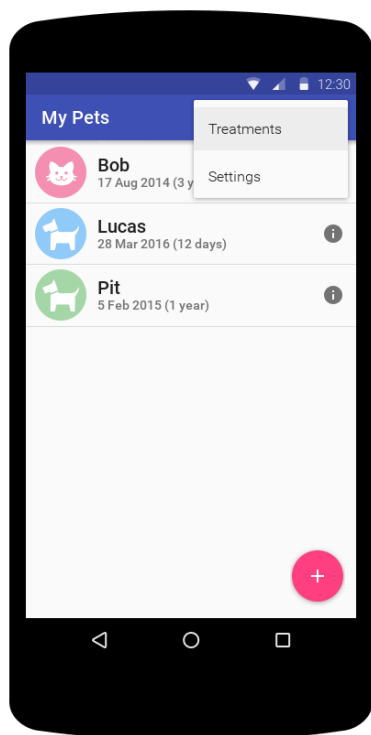 12:30
My Pets
Treatments
Settings
Bob
17 Aug 2014 (3 y
Lucas
28 Mar 2016 (12 days)
Pit
5 Feb 2015 (1 year)